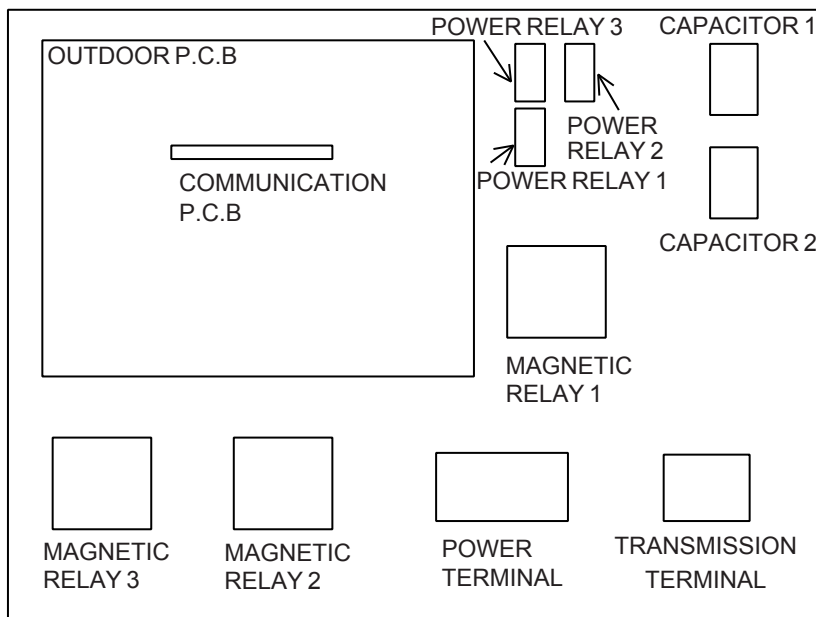 POWER RELAY 3
CAPACITOR 1
OUTDOOR P.C.B
POWER
RELAY 2
COMMUNICATION
P.C.B
POWER RELAY 1
CAPACITOR 2
MAGNETIC
RELAY 1
MAGNETIC
RELAY 3
MAGNETIC
RELAY 2
POWER
TERMINAL
TRANSMISSION
TERMINAL